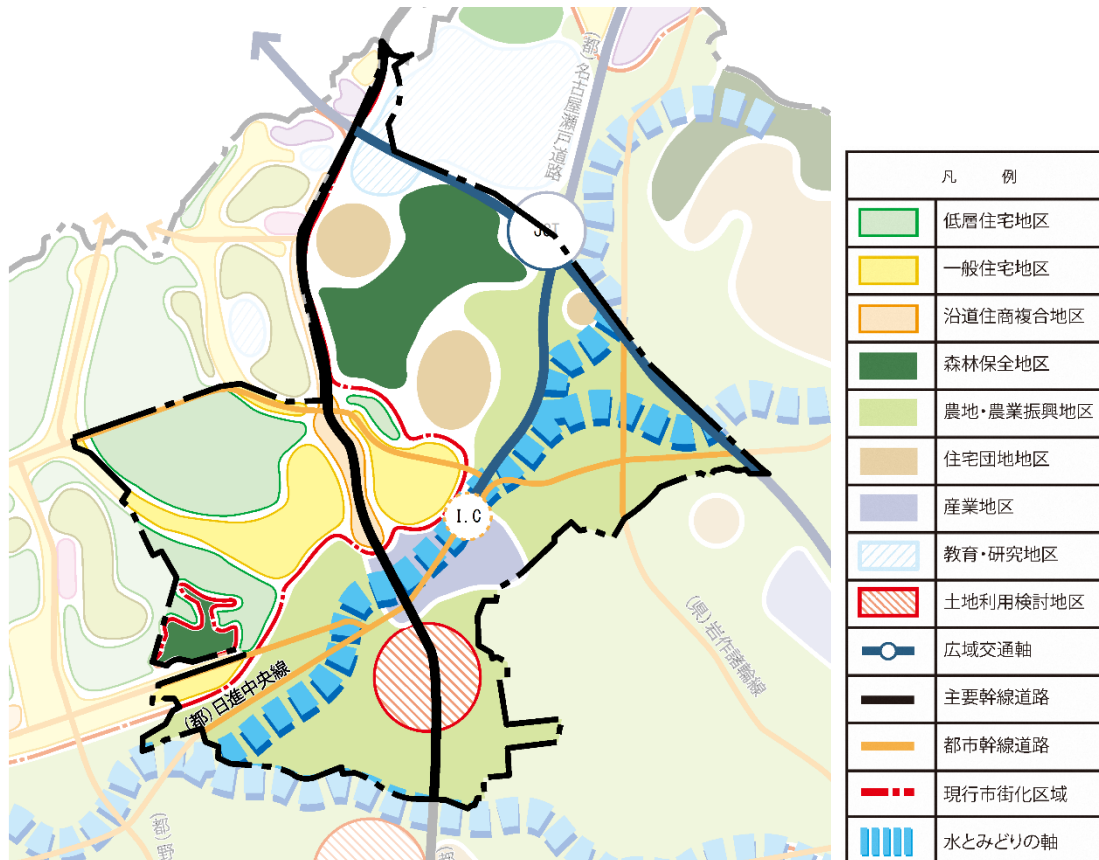 (都)名古屋瀬戸道路
JCT
I.C
(都)日進中央線
(県)岩作諸輪線
(都)野
(都)
凡　例
低層住宅地区
一般住宅地区
沿道住商複合地区
森林保全地区
農地・農業振興地区
住宅団地地区
産業地区
教育・研究地区
土地利用検討地区
広域交通軸
主要幹線道路
都市幹線道路
現行市街化区域
水とみどりの軸